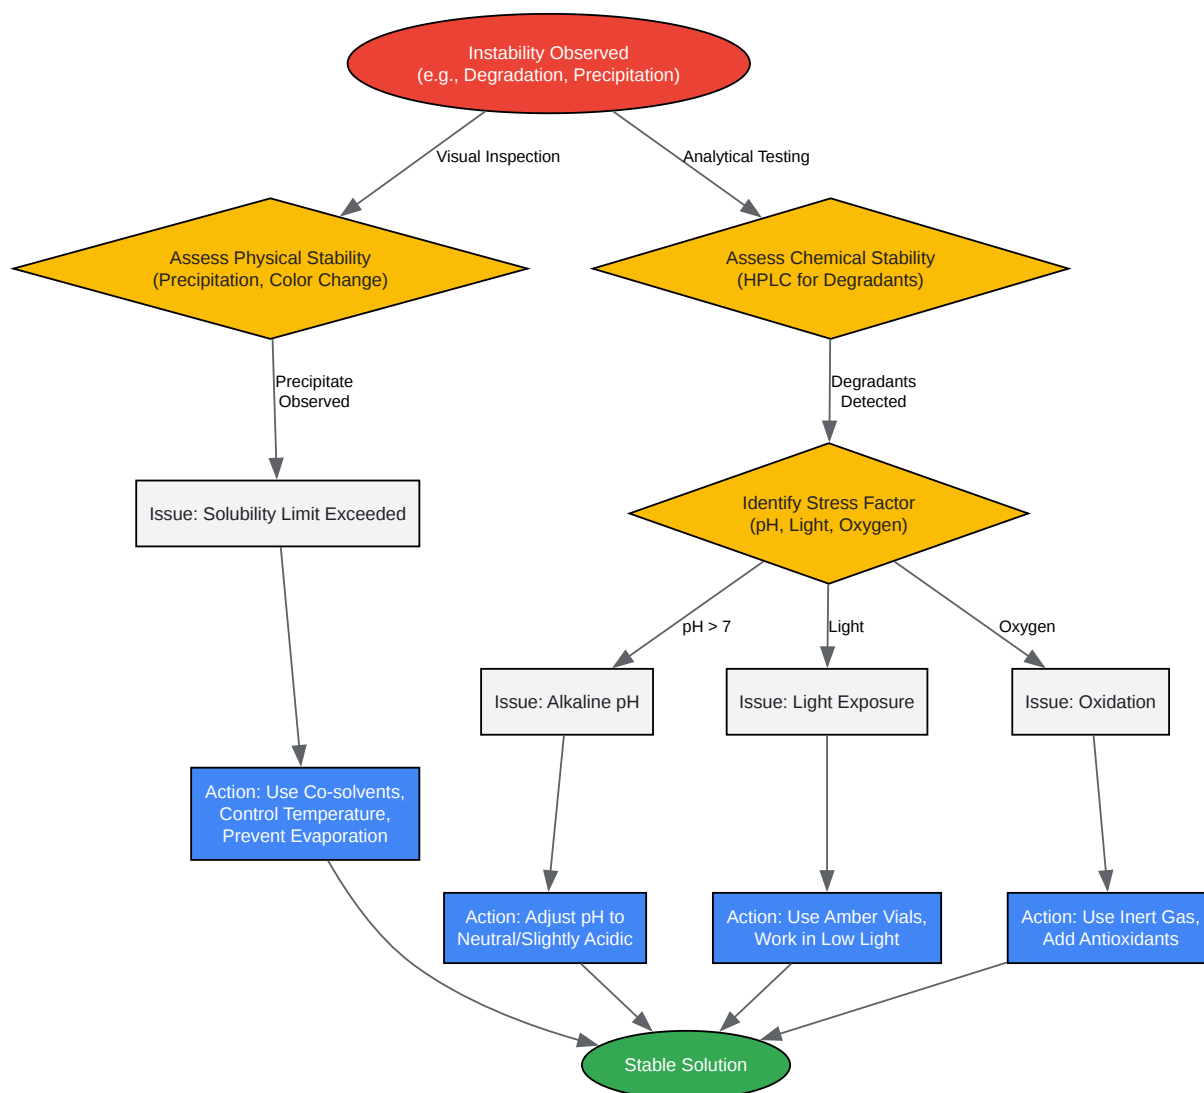 Instability Observed
(e.g., Degradation, Precipitation)
Visual Inspection
Analytical Testing
Assess Physical Stability
(Precipitation, Color Change)
Assess Chemical Stability
(HPLC for Degradants)
Precipitate
Observed
Degradants
Detected
Issue: Solubility Limit Exceeded
Identify Stress Factor
(pH, Light, Oxygen)
pH > 7
Light
Oxygen
Issue: Alkaline pH
Issue: Light Exposure
Issue: Oxidation
Action: Use Co-solvents,
Control Temperature,
Prevent Evaporation
Action: Adjust pH to
Neutral/Slightly Acidic
Action: Use Amber Vials,
Work in Low Light
Action: Use Inert Gas,
Add Antioxidants
Stable Solution